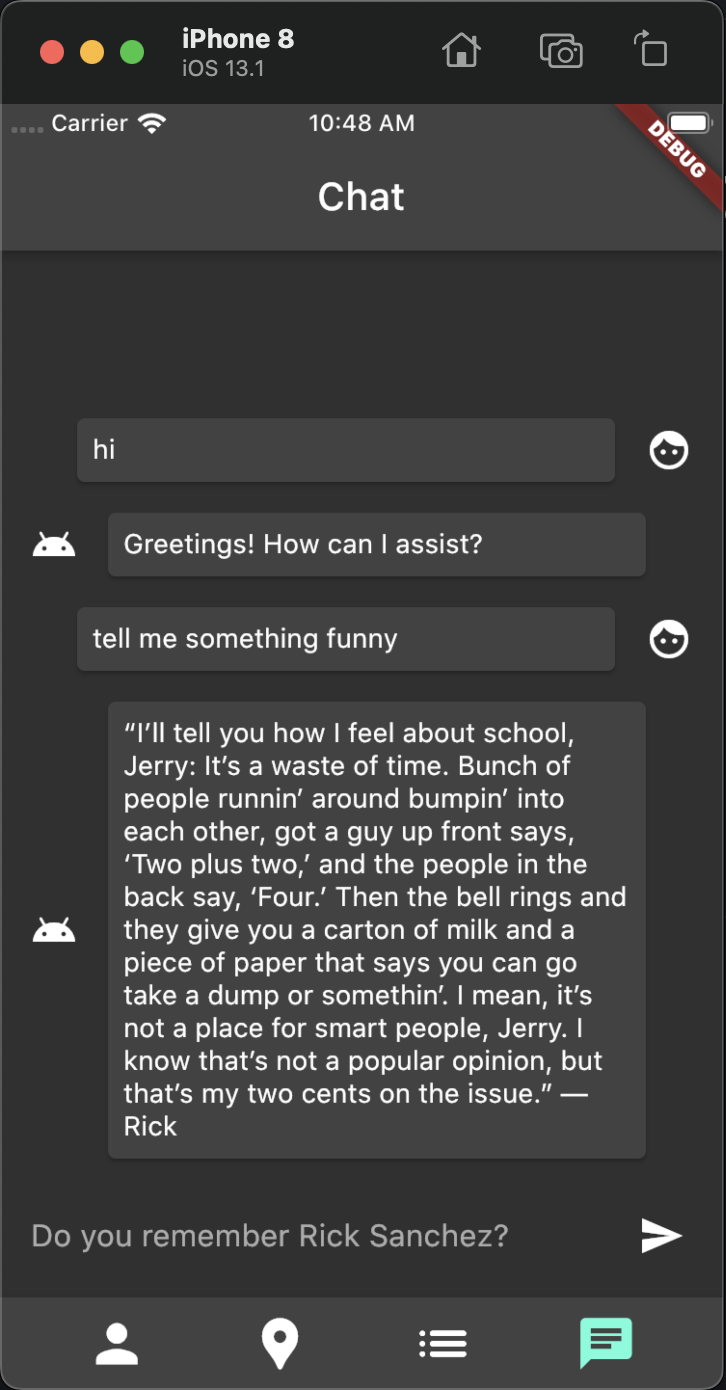 iPhone 8
iOS 13.1
Carrier
10:48 AM
DEBUG
Chat
hi
Greetings! How can I assist?
tell me something funny
“I’ll tell you how I feel about school,
Jerry: It’s a waste of time. Bunch of
people runnin’ around bumpin’ into
each other, got a guy up front says,
‘Two plus two,’ and the people in the
back say, ‘Four.’ Then the bell rings and
they give you a carton of milk and a
piece of paper that says you can go
take a dump or somethin’. I mean, it’s
not a place for smart people, Jerry. I
know that’s not a popular opinion, but
that’s my two cents on the issue.” —
Rick
Do you remember Rick Sanchez?